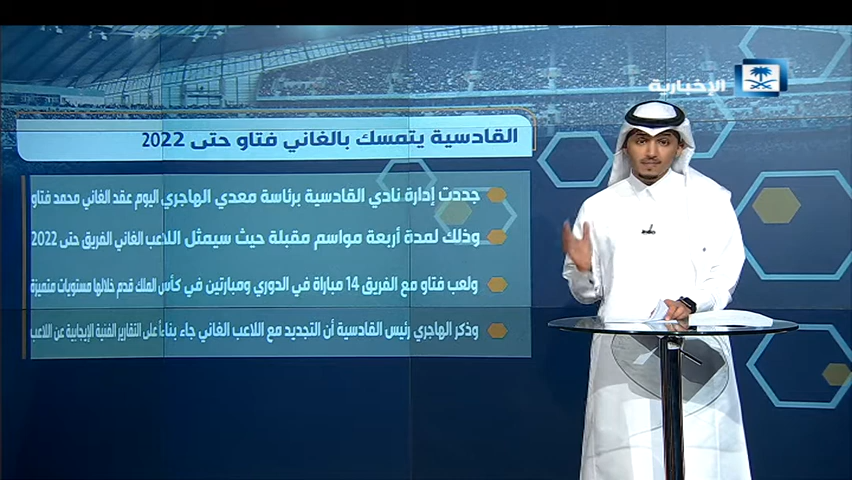 الإخبارية
القادسية يتمسك بالغاني فتاو حتى 2022
جددت إدارة نادي القادسية برئاسة معدي الهاجري اليوم عقد الغاني محمد فتاو
وذلك لمدة أربعة مواسم مقبلة حيث سيمثل اللاعب الغاني الفريق حتى 2022
ولعب فتاو مع الفريق 14 مباراة في الدوري ومبارتين في كأس الملك قدم خلالها مستويات متميزة
وذكر الهاجري رئيس القادسية أن التجديد مع اللاعب الغاني جاء بناءاً على التقارير الفنية الإيجابية عن اللاعب